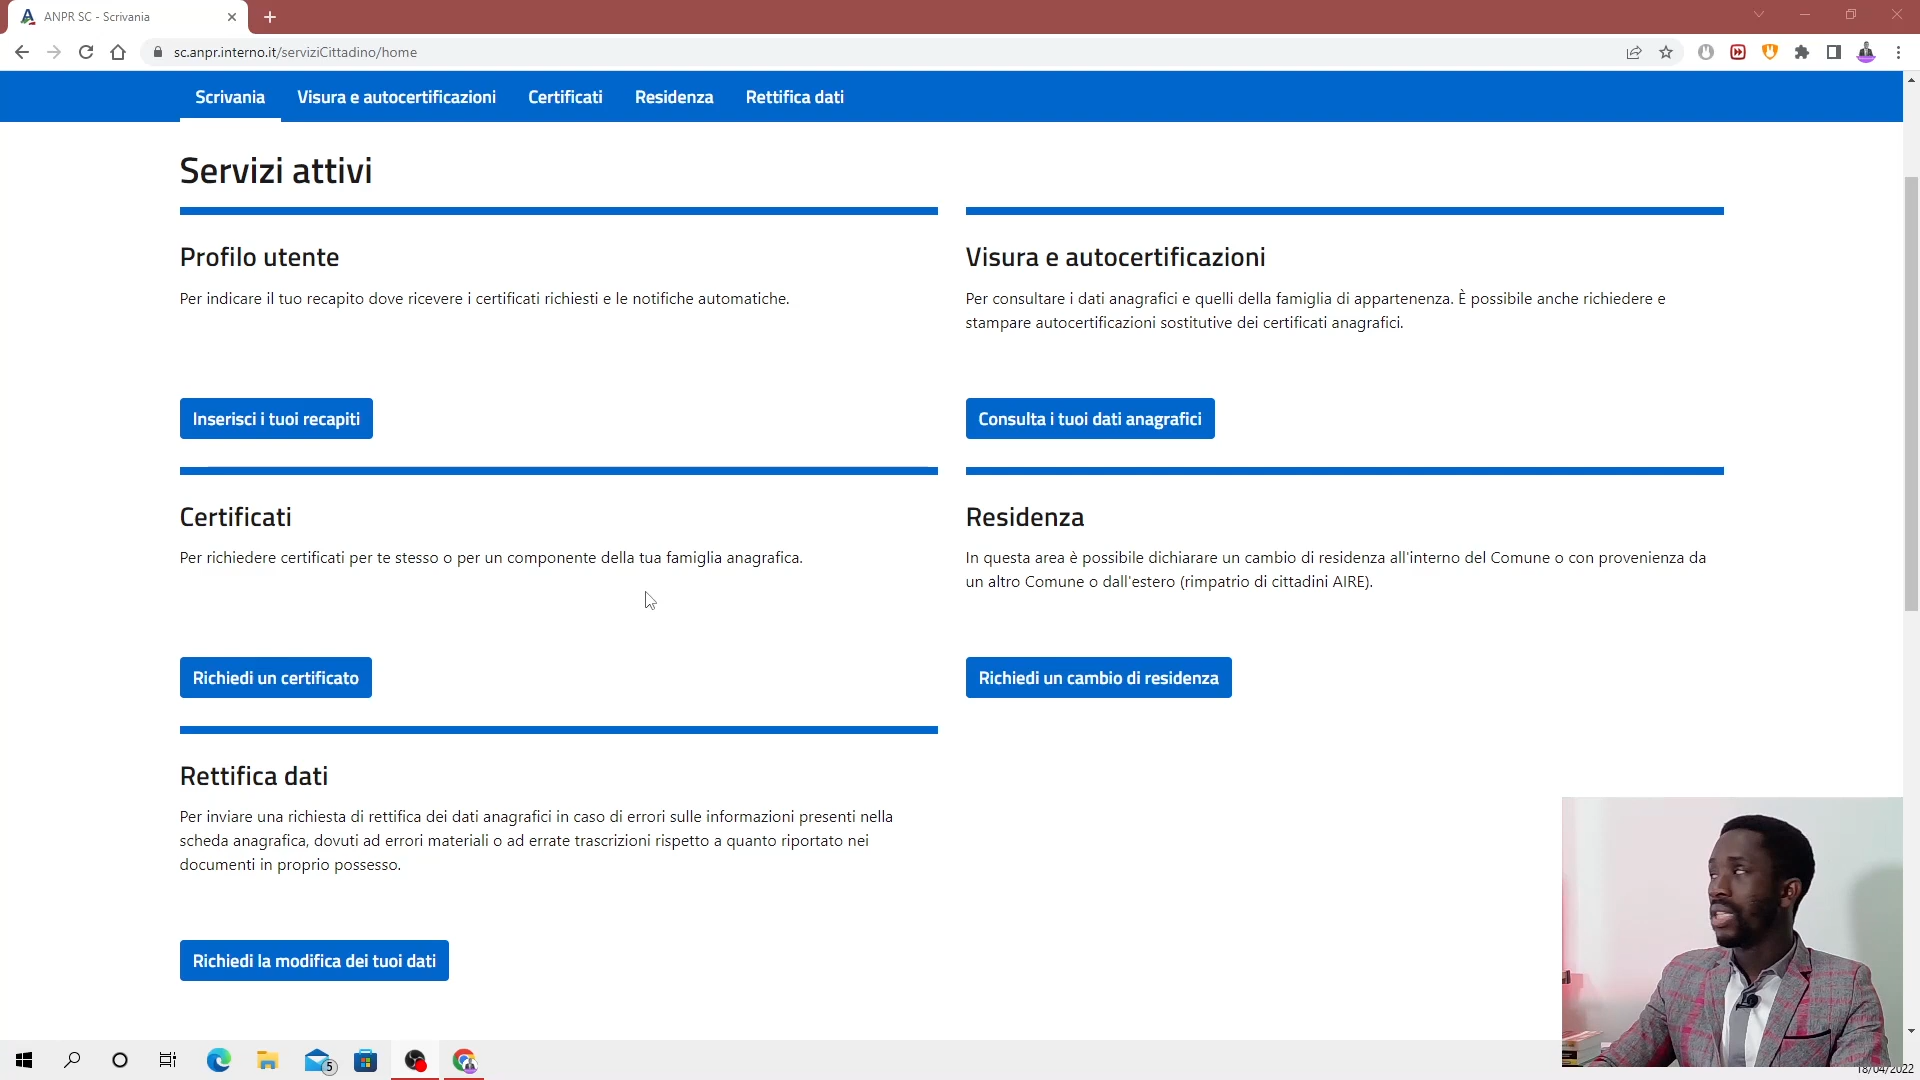 ANPR SC - Scrivania
sc.anpr.interno.it/serviziCittadino/home
Scrivania Visura e autocertificazioni Certificati Residenza Rettifica dati
Servizi attivi
Profilo utente
Per indicare il tuo recapito dove ricevere i certificati richiesti e le notifiche automatiche.
Inserisci i tuoi recapiti
Visura e autocertificazioni
Per consultare i dati anagrafici e quelli della famiglia di appartenenza. È possibile anche richiedere e
stampare autocertificazioni sostitutive dei certificati anagrafici.
Consulta i tuoi dati anagrafici
Certificati
Per richiedere certificati per te stesso o per un componente della tua famiglia anagrafica.
Richiedi un certificato
Residenza
In questa area è possibile dichiarare un cambio di residenza all'interno del Comune o con provenienza da
un altro Comune o dall'estero (rimpatrio di cittadini AIRE).
Richiedi un cambio di residenza
Rettifica dati
Per inviare una richiesta di rettifica dei dati anagrafici in caso di errori sulle informazioni presenti nella
scheda anagrafica, dovuti ad errori materiali o ad errate trascrizioni rispetto a quanto riportato nei
documenti in proprio possesso.
Richiedi la modifica dei tuoi dati
5
18/04/2022